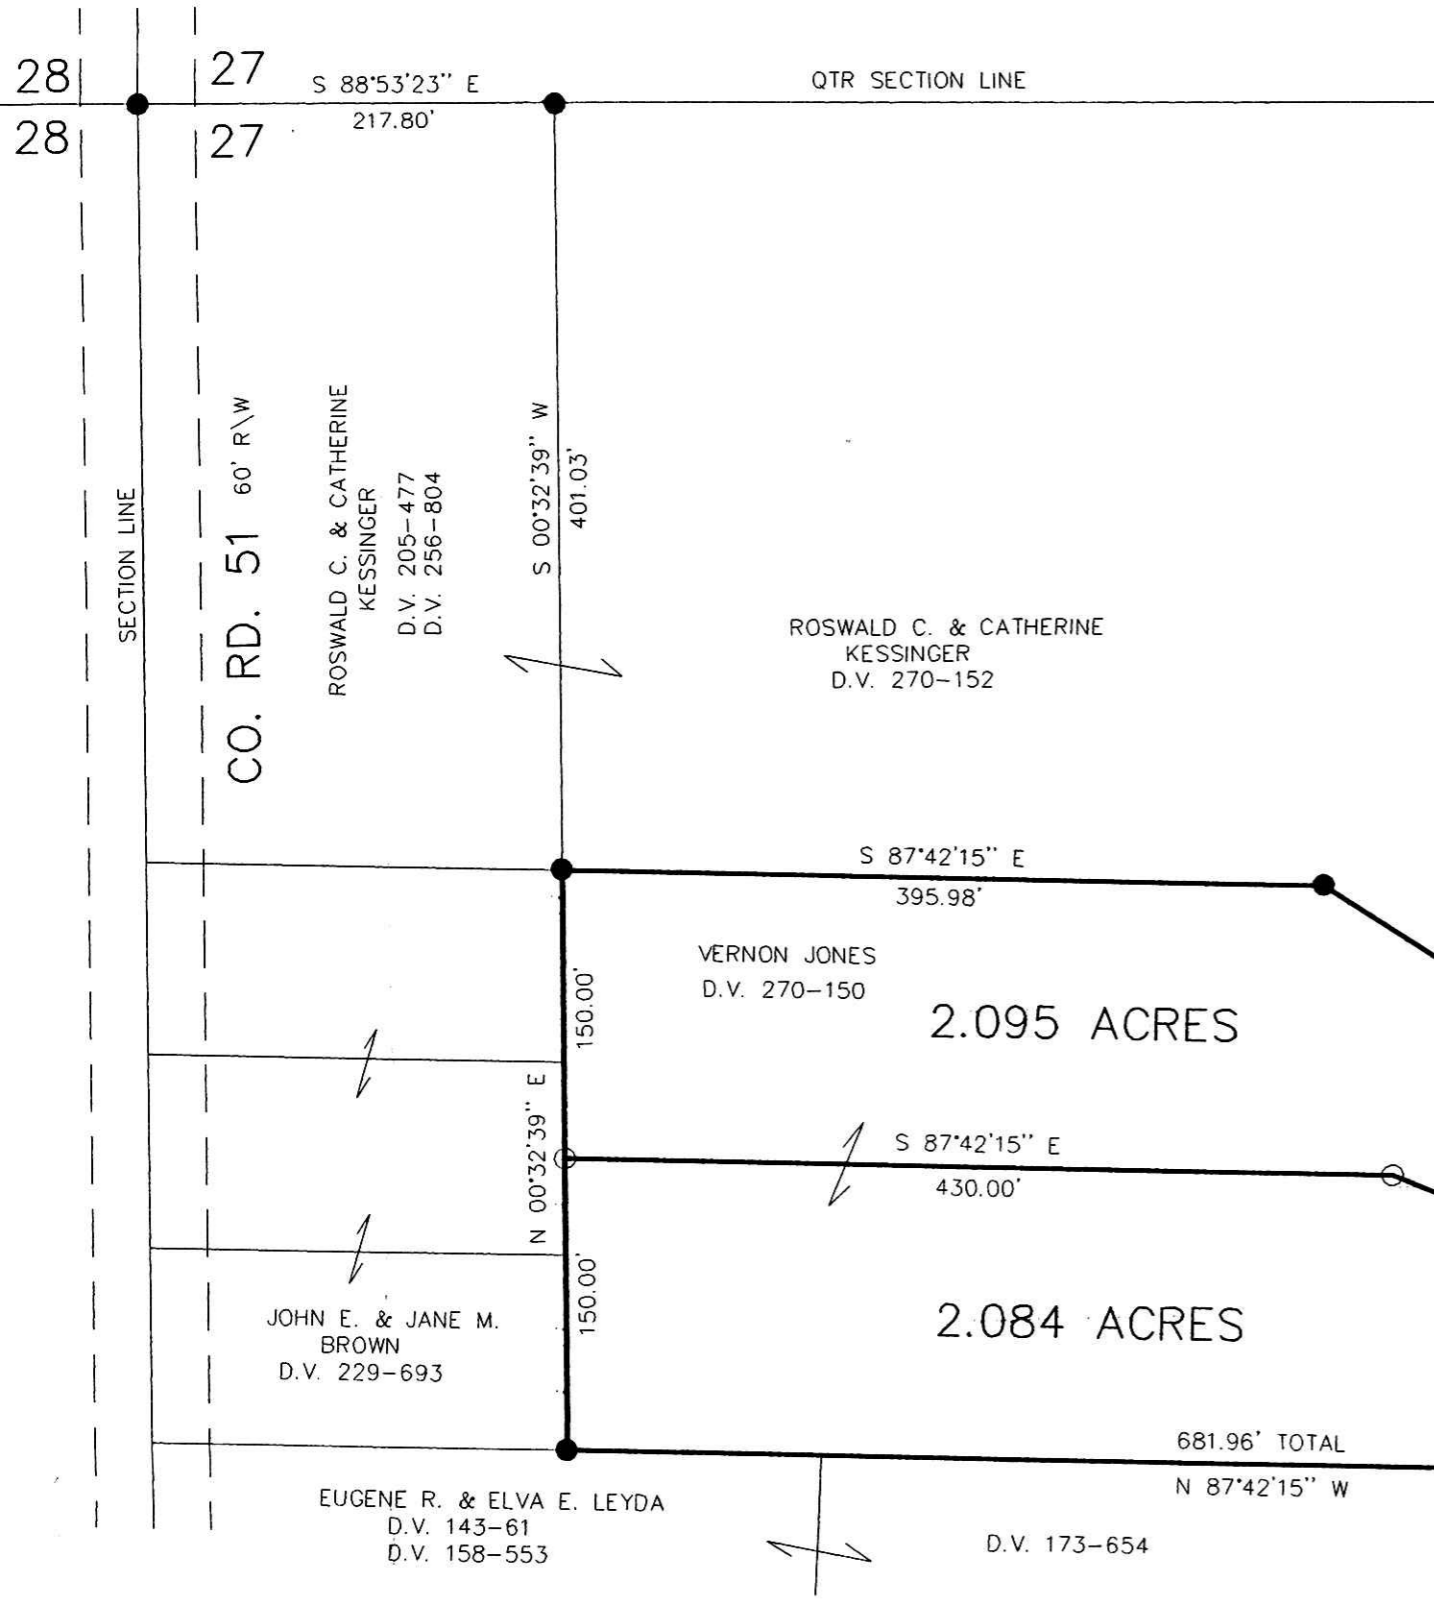 28
27
S 88°53'23" E
QTR SECTION LINE
217.80'
28
27
SECTION LINE
CO. RD. 51 60' R\W
ROSWALD C. & CATHERINE
KESSINGER
D.V. 205-477
D.V. 256-804
S 00°32'39" W
401.03'
ROSWALD C. & CATHERINE
KESSINGER
D.V. 270-152
S 87°42'15" E
395.98'
VERNON JONES
D.V. 270-150
150.00'
2.095 ACRES
N 00°32'39" E
S 87°42'15" E
430.00'
150.00'
2.084 ACRES
JOHN E. & JANE M.
BROWN
D.V. 229-693
681.96' TOTAL
N 87°42'15" W
EUGENE R. & ELVA E. LEYDA
D.V. 143-61
D.V. 158-553
D.V. 173-654